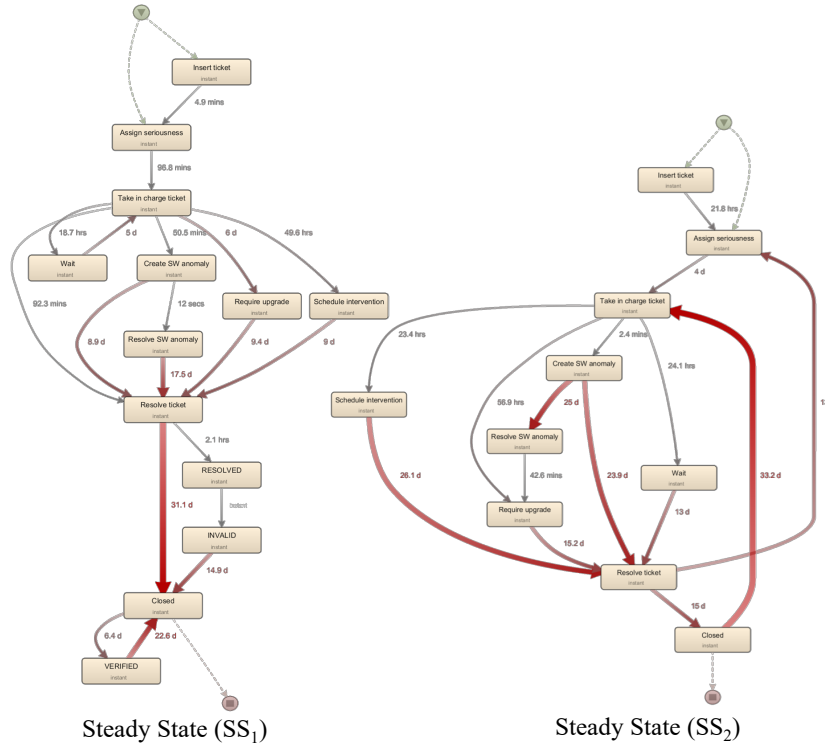 Insert ticket
instant
4.9 mins
Assign seriousness
instant
96.8 mins
Take in charge ticket
instant
18.7 hrs
5 d
50.5 mins
6 d
49.6 hrs
Wait
instant
Create SW anomaly
instant
92.3 mins
12 secs
Require upgrade
instant
Schedule intervention
instant
Resolve SW anomaly
instant
8.9 d
9.4 d
9 d
17.5 d
Resolve ticket
instant
2.1 hrs
RESOLVED
instant
31.1 d
instant
INVALID
instant
14.9 d
Closed
instant
6.4 d
22.6 d
VERIFIED
instant
Steady State (SS₁)
Insert ticket
instant
21.8 hrs
Assign seriousness
instant
4 d
Take in charge ticket
instant
23.4 hrs
2.4 mins
24.1 hrs
Create SW anomaly
instant
56.9 hrs
25 d
Schedule intervention
instant
Resolve SW anomaly
instant
26.1 d
42.6 mins
23.9 d
Wait
instant
33.2 d
Require upgrade
instant
13 d
15.2 d
Resolve ticket
instant
15 d
Closed
instant
Steady State (SS₂)